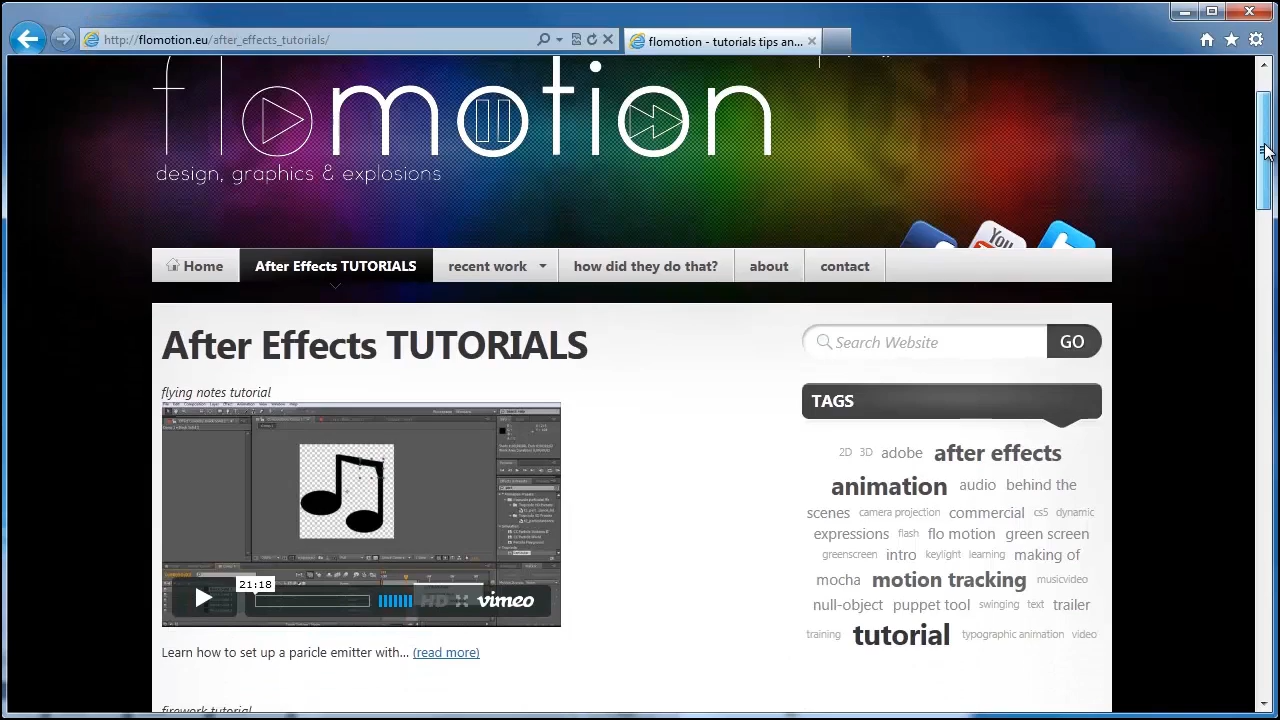 http://flomotion.eu/after_effects_tutorials/
flomotion - tutorials tips an...
flomotion
design, graphics & explosions
You
Home
After Effects TUTORIALS
recent work
how did they do that?
about
contact
After Effects TUTORIALS
Search Website
GO
flying notes tutorial
TAGS
2D 3D adobe after effects
animation audio behind the
scenes camera projection commercial cs5 dynamic
expressions flash flo motion green screen
greenscreen intro keylight learning making of
mocha motion tracking musicvideo
null-object puppet tool swinging text trailer
training tutorial typographic animation video
21:18
HD
vimeo
Learn how to set up a paricle emitter with... (read more)
firework tutorial